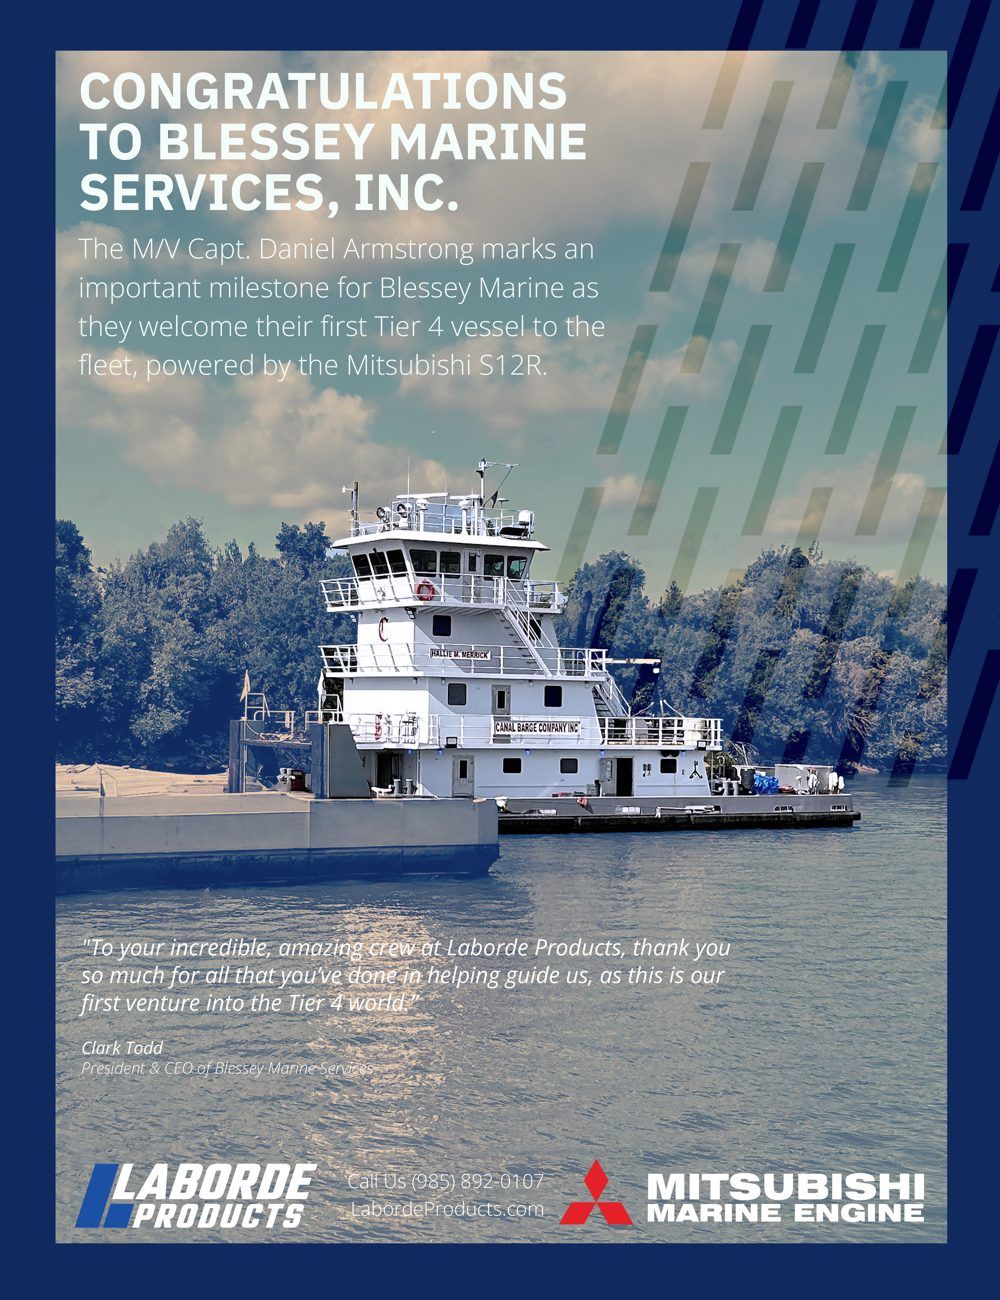 CONGRATULATIONS
TO BLESSEY MARINE
SERVICES, INC.
The M/V Capt. Daniel Armstrong marks an
important milestone for Blessey Marine as
they welcome their first Tier 4 vessel to the
fleet, powered by the Mitsubishi S12R.
HALLIE M. MERRICK
CANAL BARGE COMPANY INC
"To your incredible, amazing crew at Laborde Products, thank you
so much for all that you've done in helping guide us, as this is our
first venture into the Tier 4 world."
Clark Todd
President & CEO of Blessey Marine Services
LABORDE
PRODUCTS
Call Us (985) 892-0107
LabordeProducts.com
MITSUBISHI
MARINE ENGINE